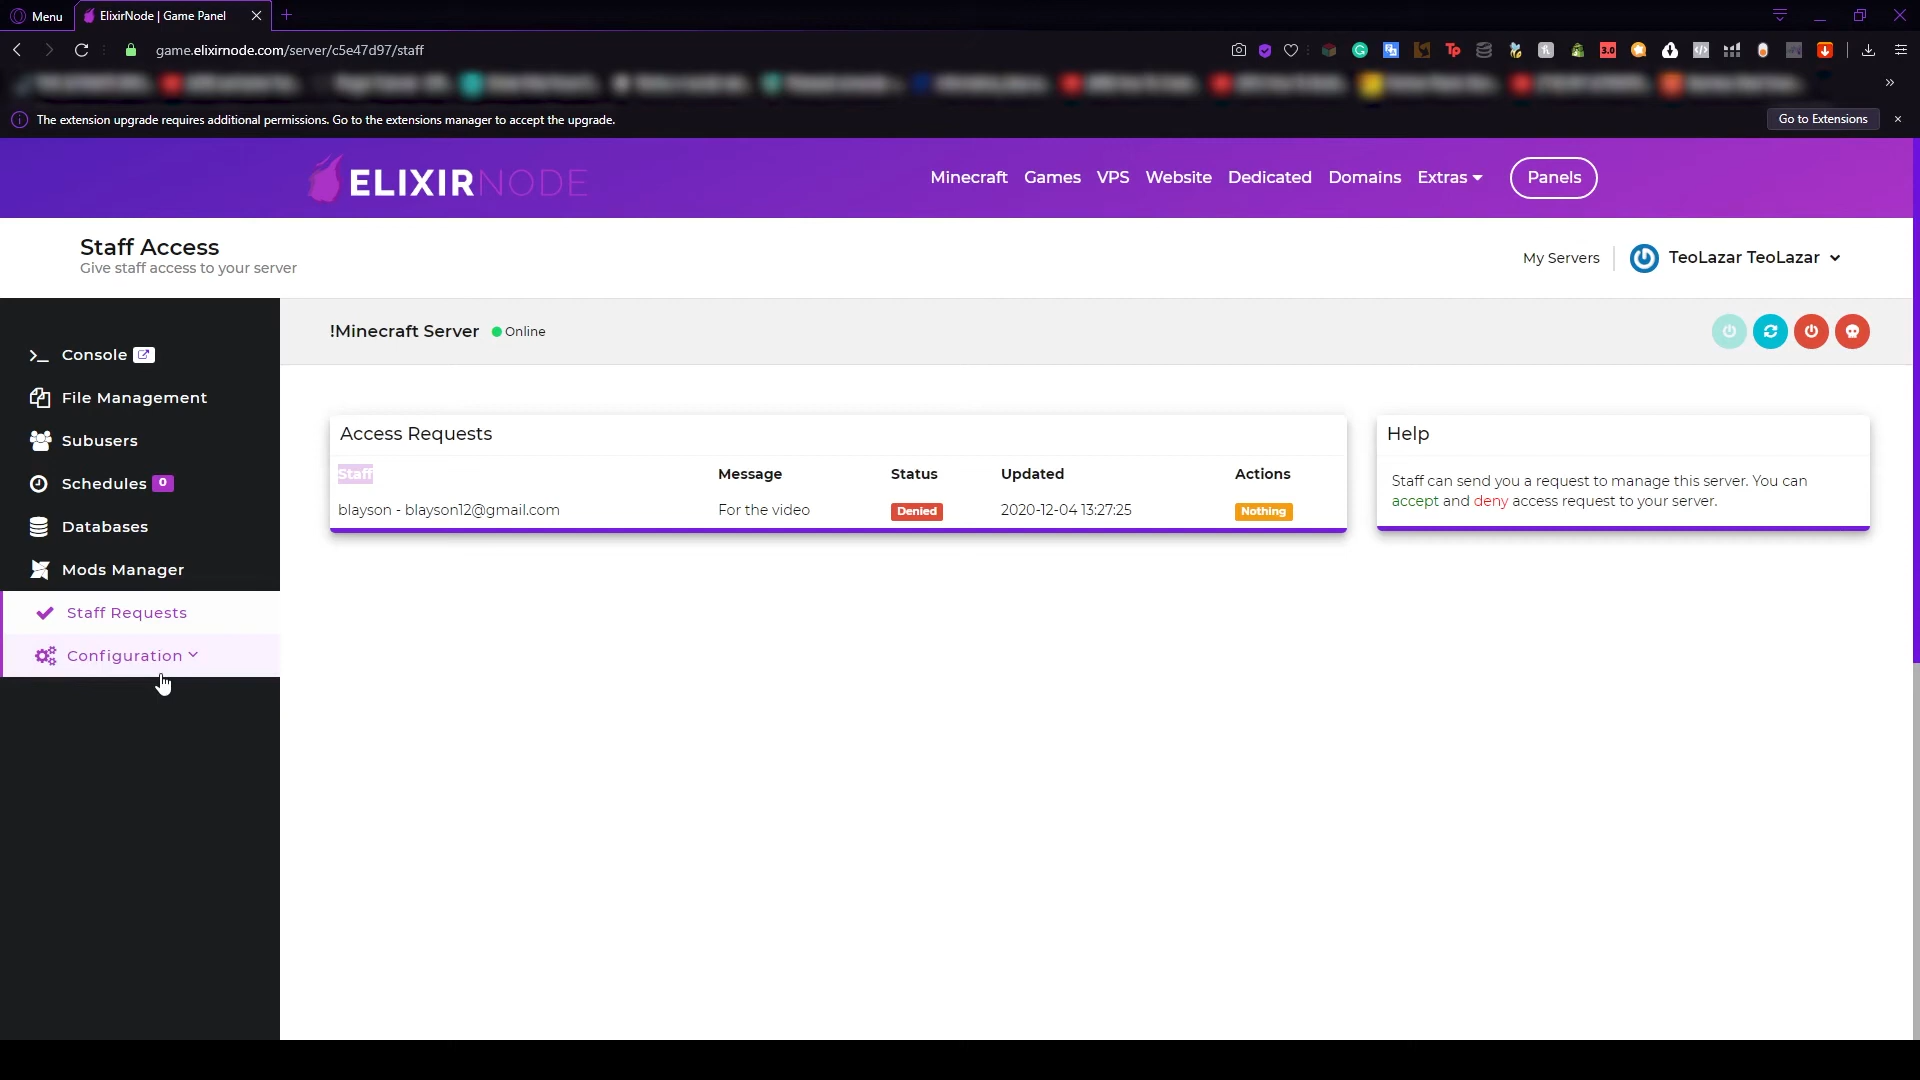 Menu
ElixirNode | Game Panel
game.elixirnode.com/server/c5e47d97/staff
The extension upgrade requires additional permissions. Go to the extensions manager to accept the upgrade.
Go to Extensions
ELIXIRNODE
Minecraft Games VPS Website Dedicated Domains Extras Panels
Staff Access
Give staff access to your server
My Servers
TeoLazar TeoLazar
!Minecraft Server Online
Console
File Management
Subusers
Schedules 0
Databases
Mods Manager
Staff Requests
Configuration
Access Requests
Staff Message Status Updated Actions
blayson - blayson12@gmail.com For the video Denied 2020-12-04 13:27:25 Nothing
Help
Staff can send you a request to manage this server. You can
accept and deny access request to your server.